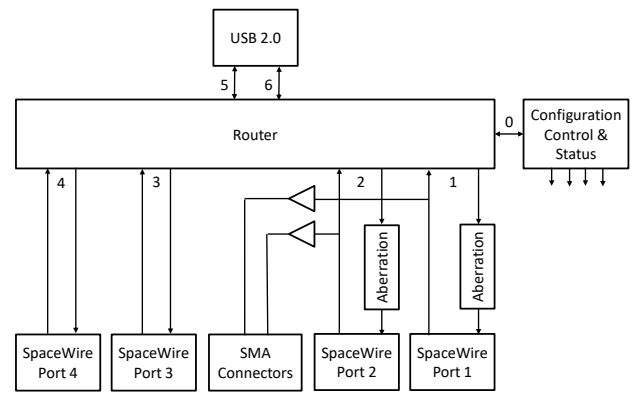 USB 2.0
5
6
Router
0
Configuration
Control &
Status
4
3
2
1
Aberration
Aberration
SpaceWire
Port 4
SpaceWire
Port 3
SMA
Connectors
SpaceWire
Port 2
SpaceWire
Port 1